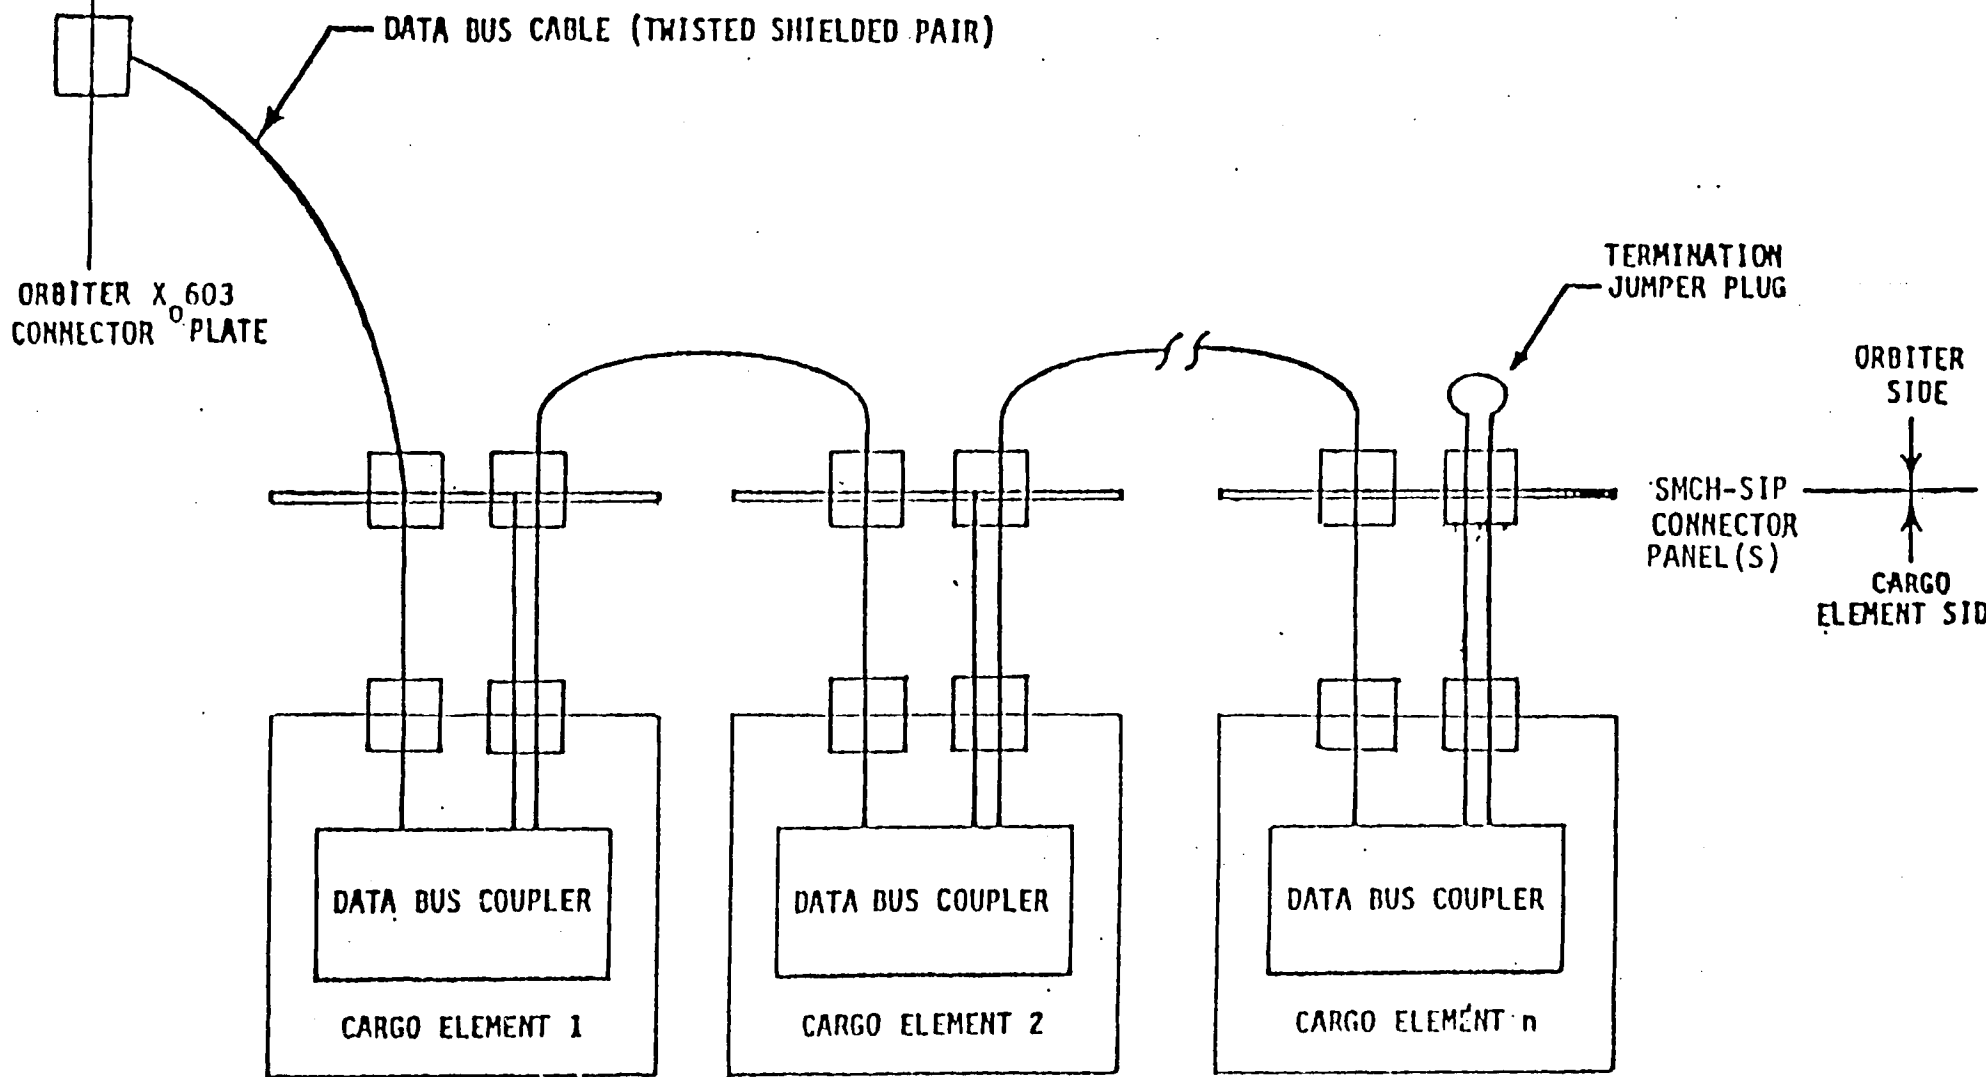 DATA BUS CABLE (TWISTED SHIELDED PAIR)
ORBITER X₀603
CONNECTOR PLATE
TERMINATION
JUMPER PLUG
ORBITER
SIDE
SMCH-SIP
CONNECTOR
PANEL(S)
CARGO
ELEMENT SID
DATA BUS COUPLER
DATA BUS COUPLER
DATA BUS COUPLER
CARGO ELEMENT 1
CARGO ELEMENT 2
CARGO ELEMENT n